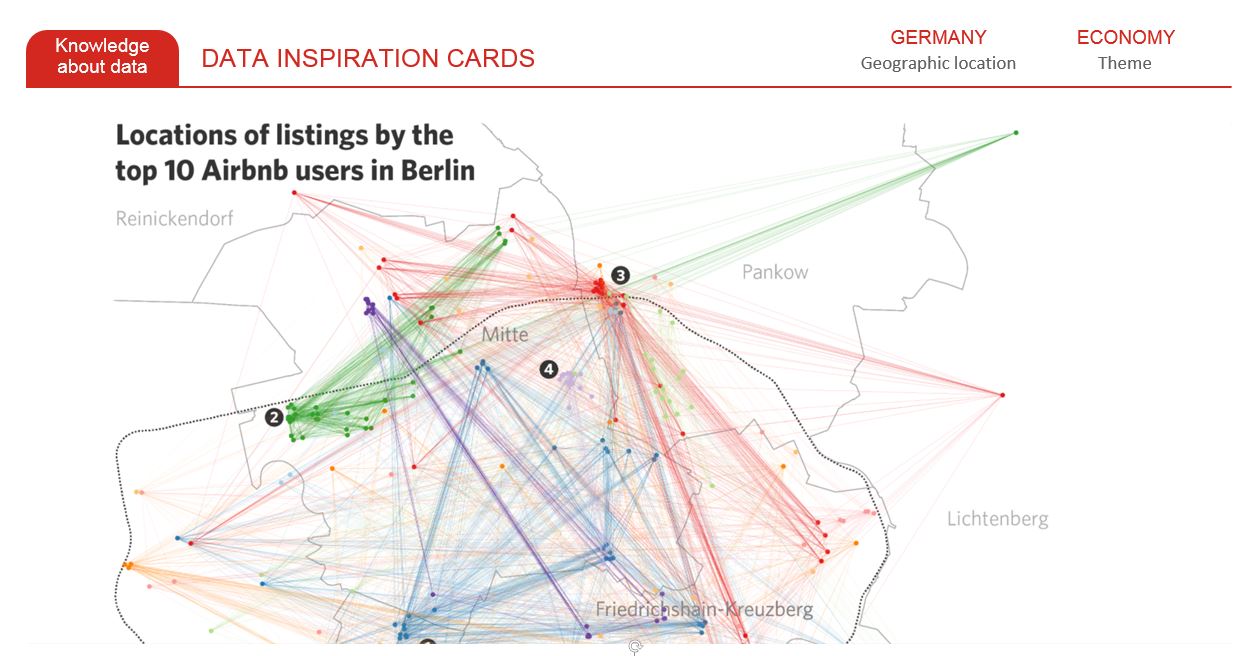 Knowledge
about data
DATA INSPIRATION CARDS
GERMANY
Geographic location
ECONOMY
Theme
Locations of listings by the
top 10 Airbnb users in Berlin
Reinickendorf
3
Pankow
Mitte
4
2
Lichtenberg
Friedrichshain-Kreuzberg